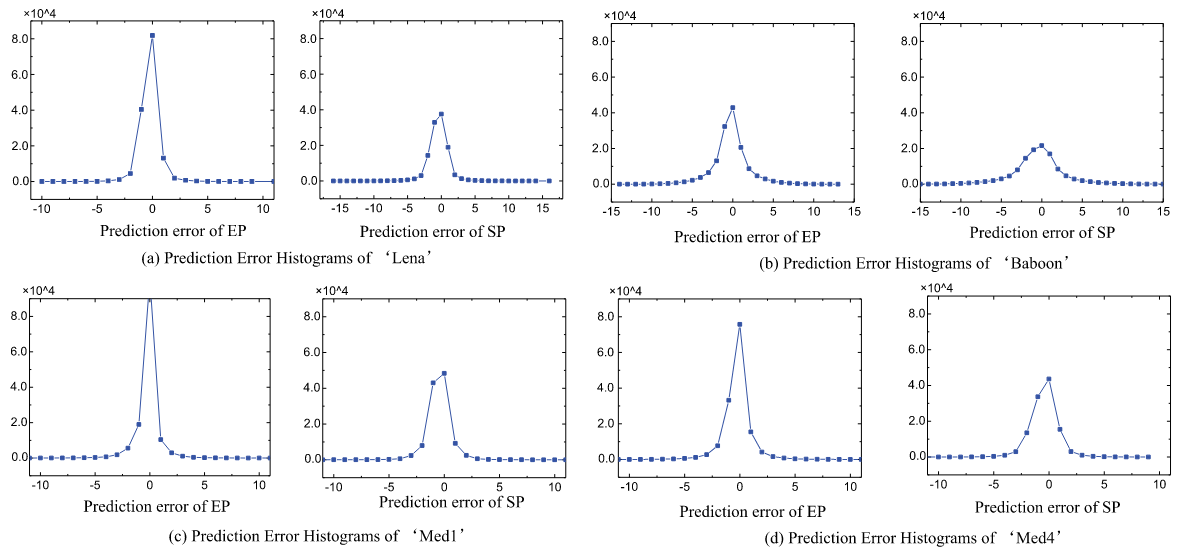 ×10^4
8.0
6.0
4.0
2.0
0.0
-10 -5 0 5 10
Prediction error of EP
×10^4
8.0
6.0
4.0
2.0
0.0
-15 -10 -5 0 5 10 15
Prediction error of SP
(a) Prediction Error Histograms of ‘Lena’
×10^4
8.0
6.0
4.0
2.0
0.0
-15 -10 -5 0 5 10 15
Prediction error of EP
×10^4
8.0
6.0
4.0
2.0
0.0
-15 -10 -5 0 5 10 15
Prediction error of SP
(b) Prediction Error Histograms of ‘Baboon’
×10^4
8.0
6.0
4.0
2.0
0.0
-10 -5 0 5 10
Prediction error of EP
×10^4
8.0
6.0
4.0
2.0
0.0
-10 -5 0 5 10
Prediction error of SP
(c) Prediction Error Histograms of ‘Med1’
×10^4
8.0
6.0
4.0
2.0
0.0
-10 -5 0 5 10
Prediction error of EP
×10^4
8.0
6.0
4.0
2.0
0.0
-10 -5 0 5 10
Prediction error of SP
(d) Prediction Error Histograms of ‘Med4’